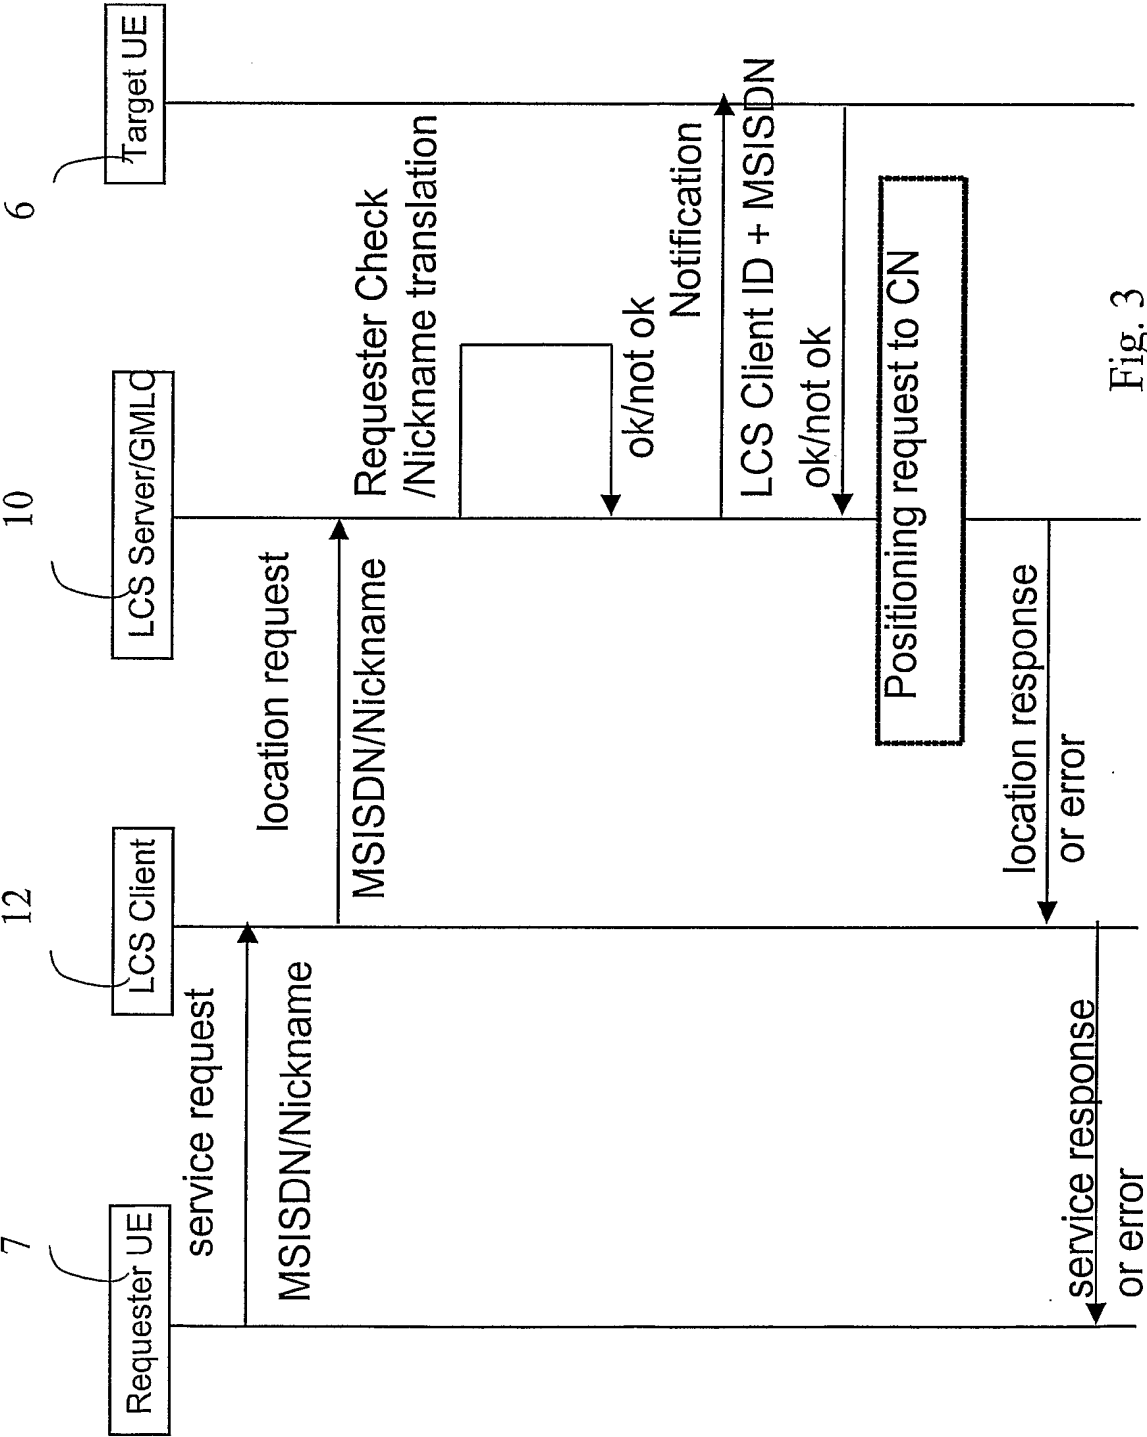 7
12
10
6
Requester UE
LCS Client
LCS Server/GMLC
Target UE
service request
MSISDN/Nickname
location request
MSISDN/Nickname
Requester Check
/Nickname translation
ok/not ok
Notification
LCS Client ID + MSISDN
ok/not ok
Positioning request to CN
location response
or error
service response
or error
Fig. 3